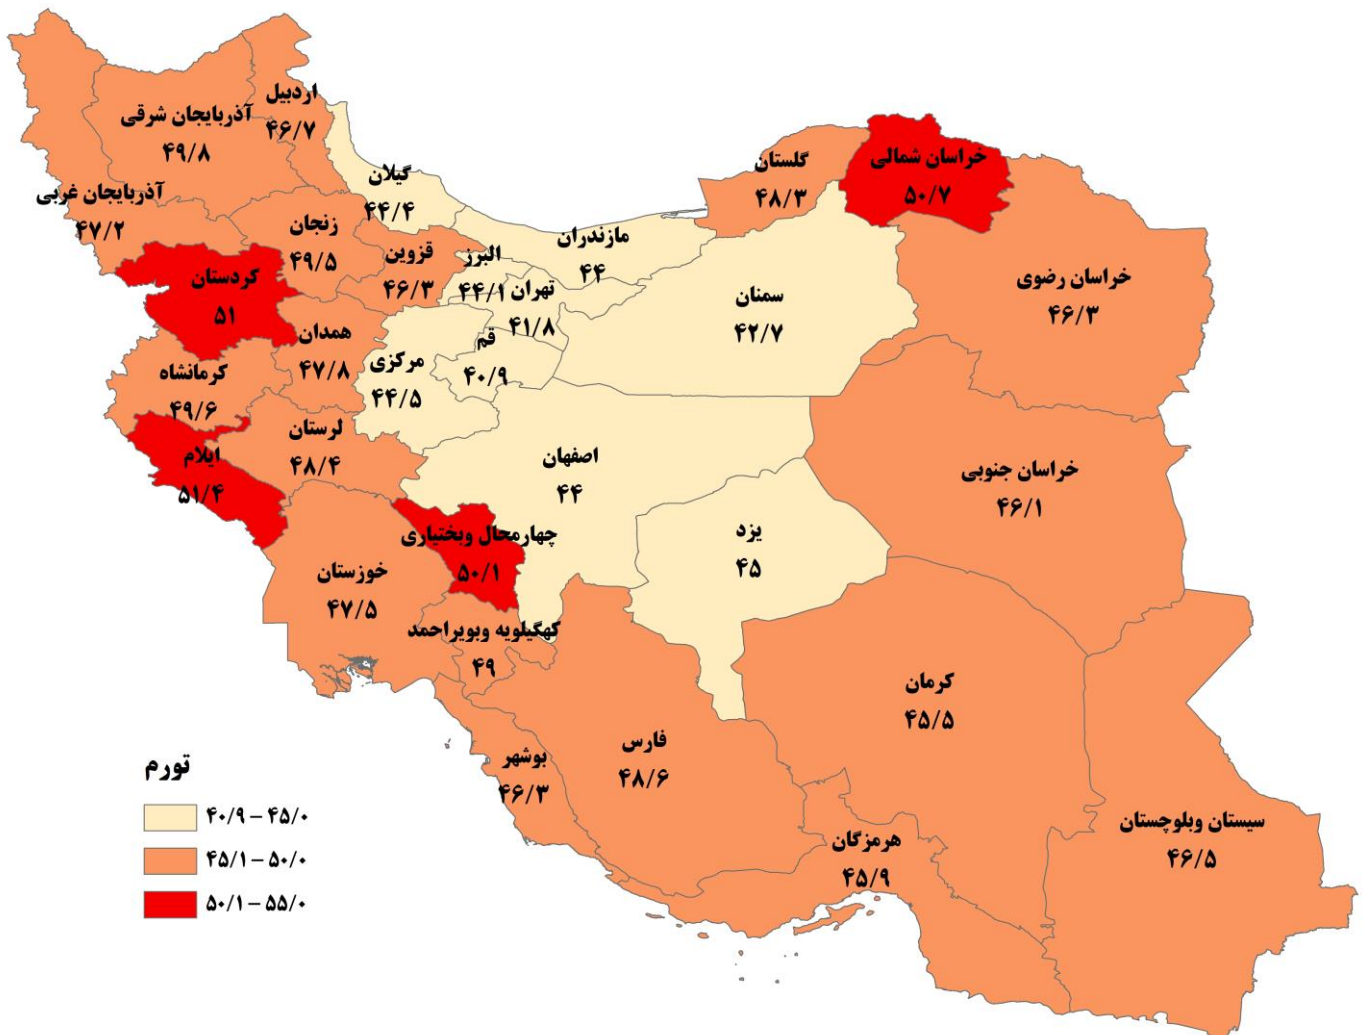 اردبیل
۴۶/۷
آذربایجان شرقی
۴۹/۸
گیلان
۴۴/۴
گلستان
۴۸/۳
خراسان شمالی
۵۰/۷
آذربایجان غربی
۴۷/۲
زنجان
۴۹/۵
قزوین
۴۶/۳
البرز
۴۴/۱
مازندران
۴۴
تهران
۴۱/۸
سمنان
۴۲/۷
خراسان رضوی
۴۶/۳
کردستان
۵۱
همدان
۴۷/۸
مرکزی
۴۴/۵
قم
۴۰/۹
کرمانشاه
۴۹/۶
لرستان
۴۸/۴
ایلام
۵۱/۴
اصفهان
۴۴
خراسان جنوبی
۴۶/۱
چهارمحال وبختیاری
۵۰/۱
یزد
۴۵
خوزستان
۴۷/۵
کهگیلویه وبویراحمد
۴۹
کرمان
۴۵/۵
فارس
۴۸/۶
بوشهر
۴۶/۳
هرمزگان
۴۵/۹
سیستان وبلوچستان
۴۶/۵
تورم
۴۰/۹ – ۴۵/۰
۴۵/۱ – ۵۰/۰
۵۰/۱ – ۵۵/۰